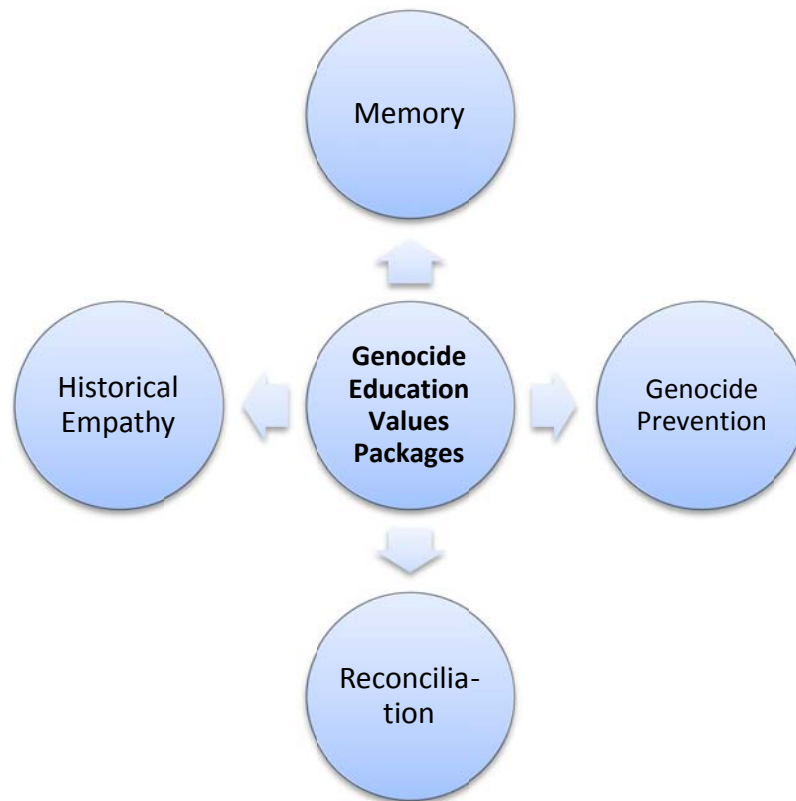 Memory
Historical
Empathy
Genocide
Education
Values
Packages
Genocide
Prevention
Reconcilia-
tion